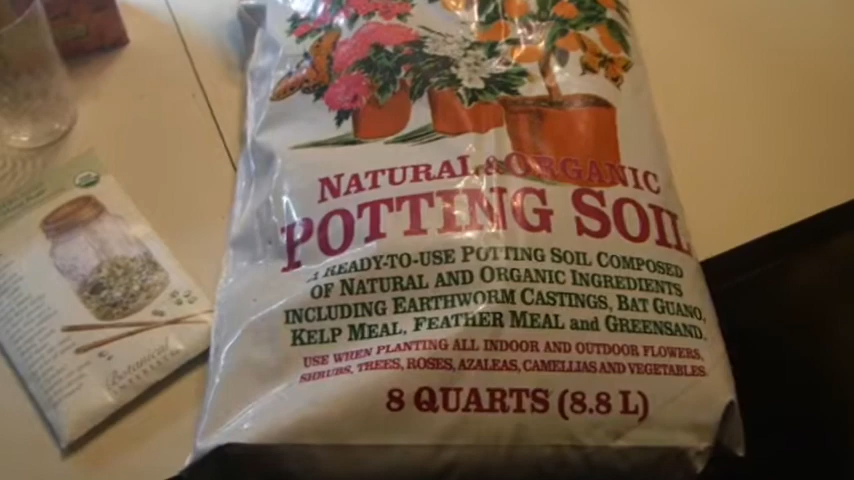 NATURAL & ORGANIC
POTTING SOIL
A READY-TO-USE POTTING SOIL COMPOSED
OF NATURAL AND ORGANIC INGREDIENTS
INCLUDING EARTHWORM CASTINGS, BAT GUANO,
KELP MEAL, FEATHER MEAL and GREENSAND.
USE WHEN PLANTING ALL INDOOR AND OUTDOOR FLOWERS,
SHRUBS, TREES, ROSES, AZALEAS, CAMELLIAS AND VEGETABLES.
8 QUARTS (8.8 L)
Botanical
INTERESTS